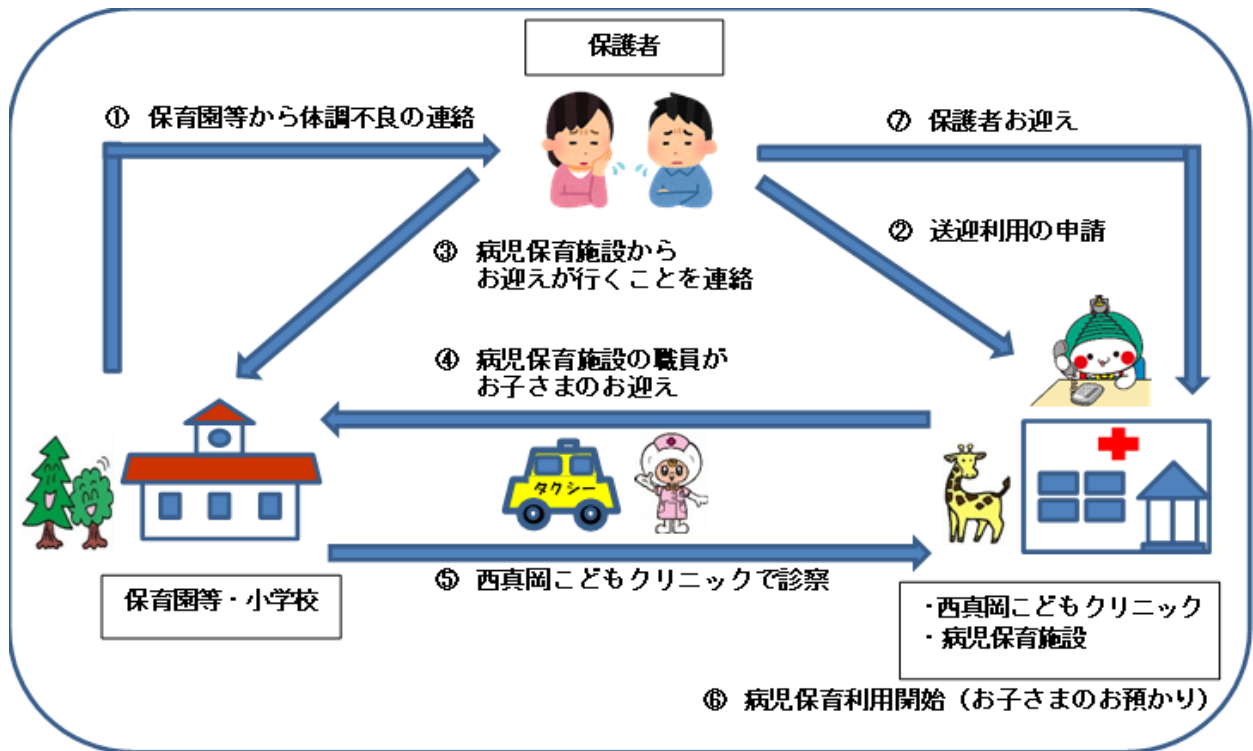 保護者
① 保育園等から体調不良の連絡
⑦ 保護者お迎え
② 送迎利用の申請
③ 病児保育施設から
お迎えが行くことを連絡
④ 病児保育施設の職員が
お子さまのお迎え
タクシー
⑤ 西真岡こどもクリニックで診察
保育園等・小学校
・西真岡こどもクリニック
・病児保育施設
⑥ 病児保育利用開始（お子さまのお預かり）